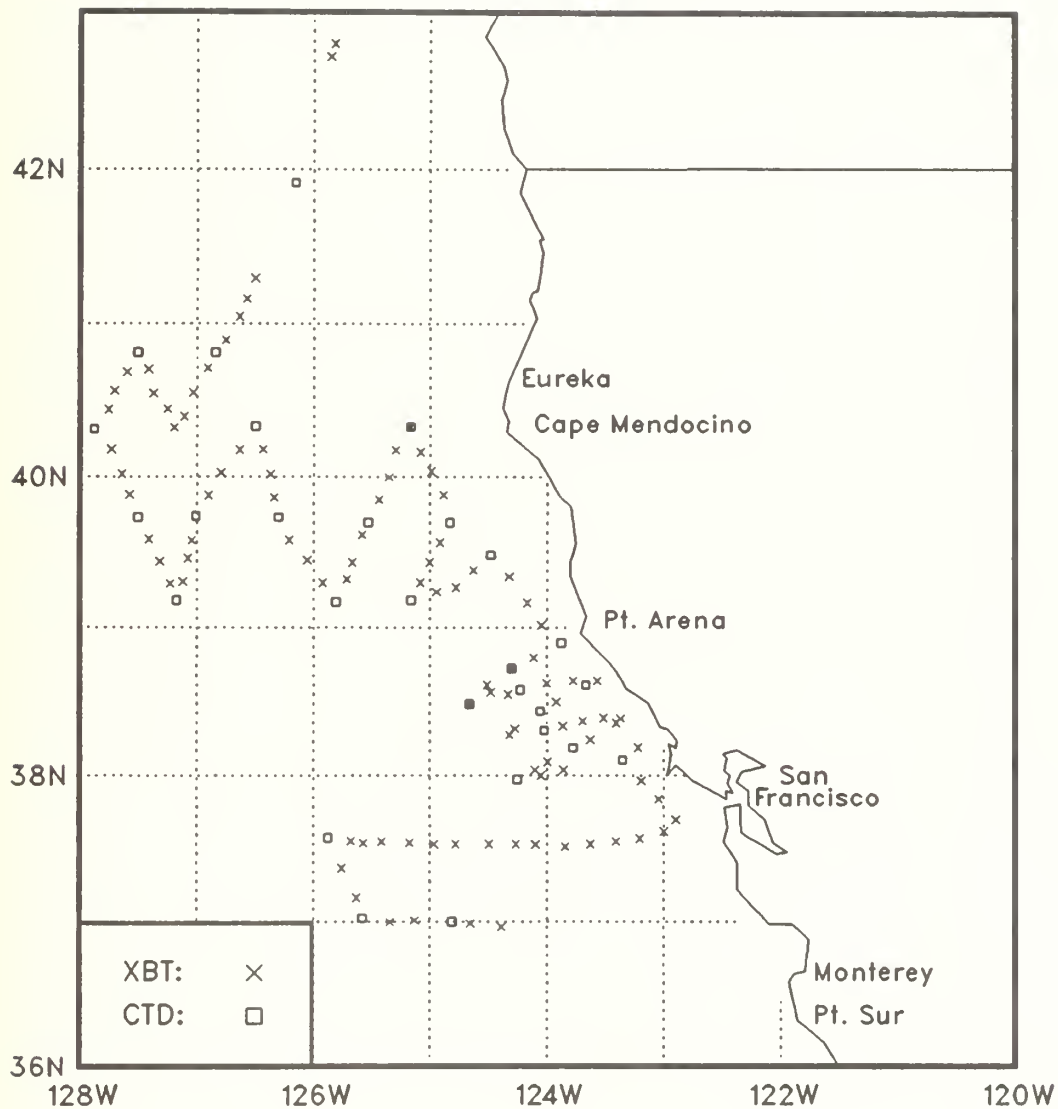 42N
Eureka
Cape Mendocino
40N
Pt. Arena
38N
San
Francisco
XBT:
Monterey
CTD:
Pt. Sur
36N
128W
126W
124W
122W
120W